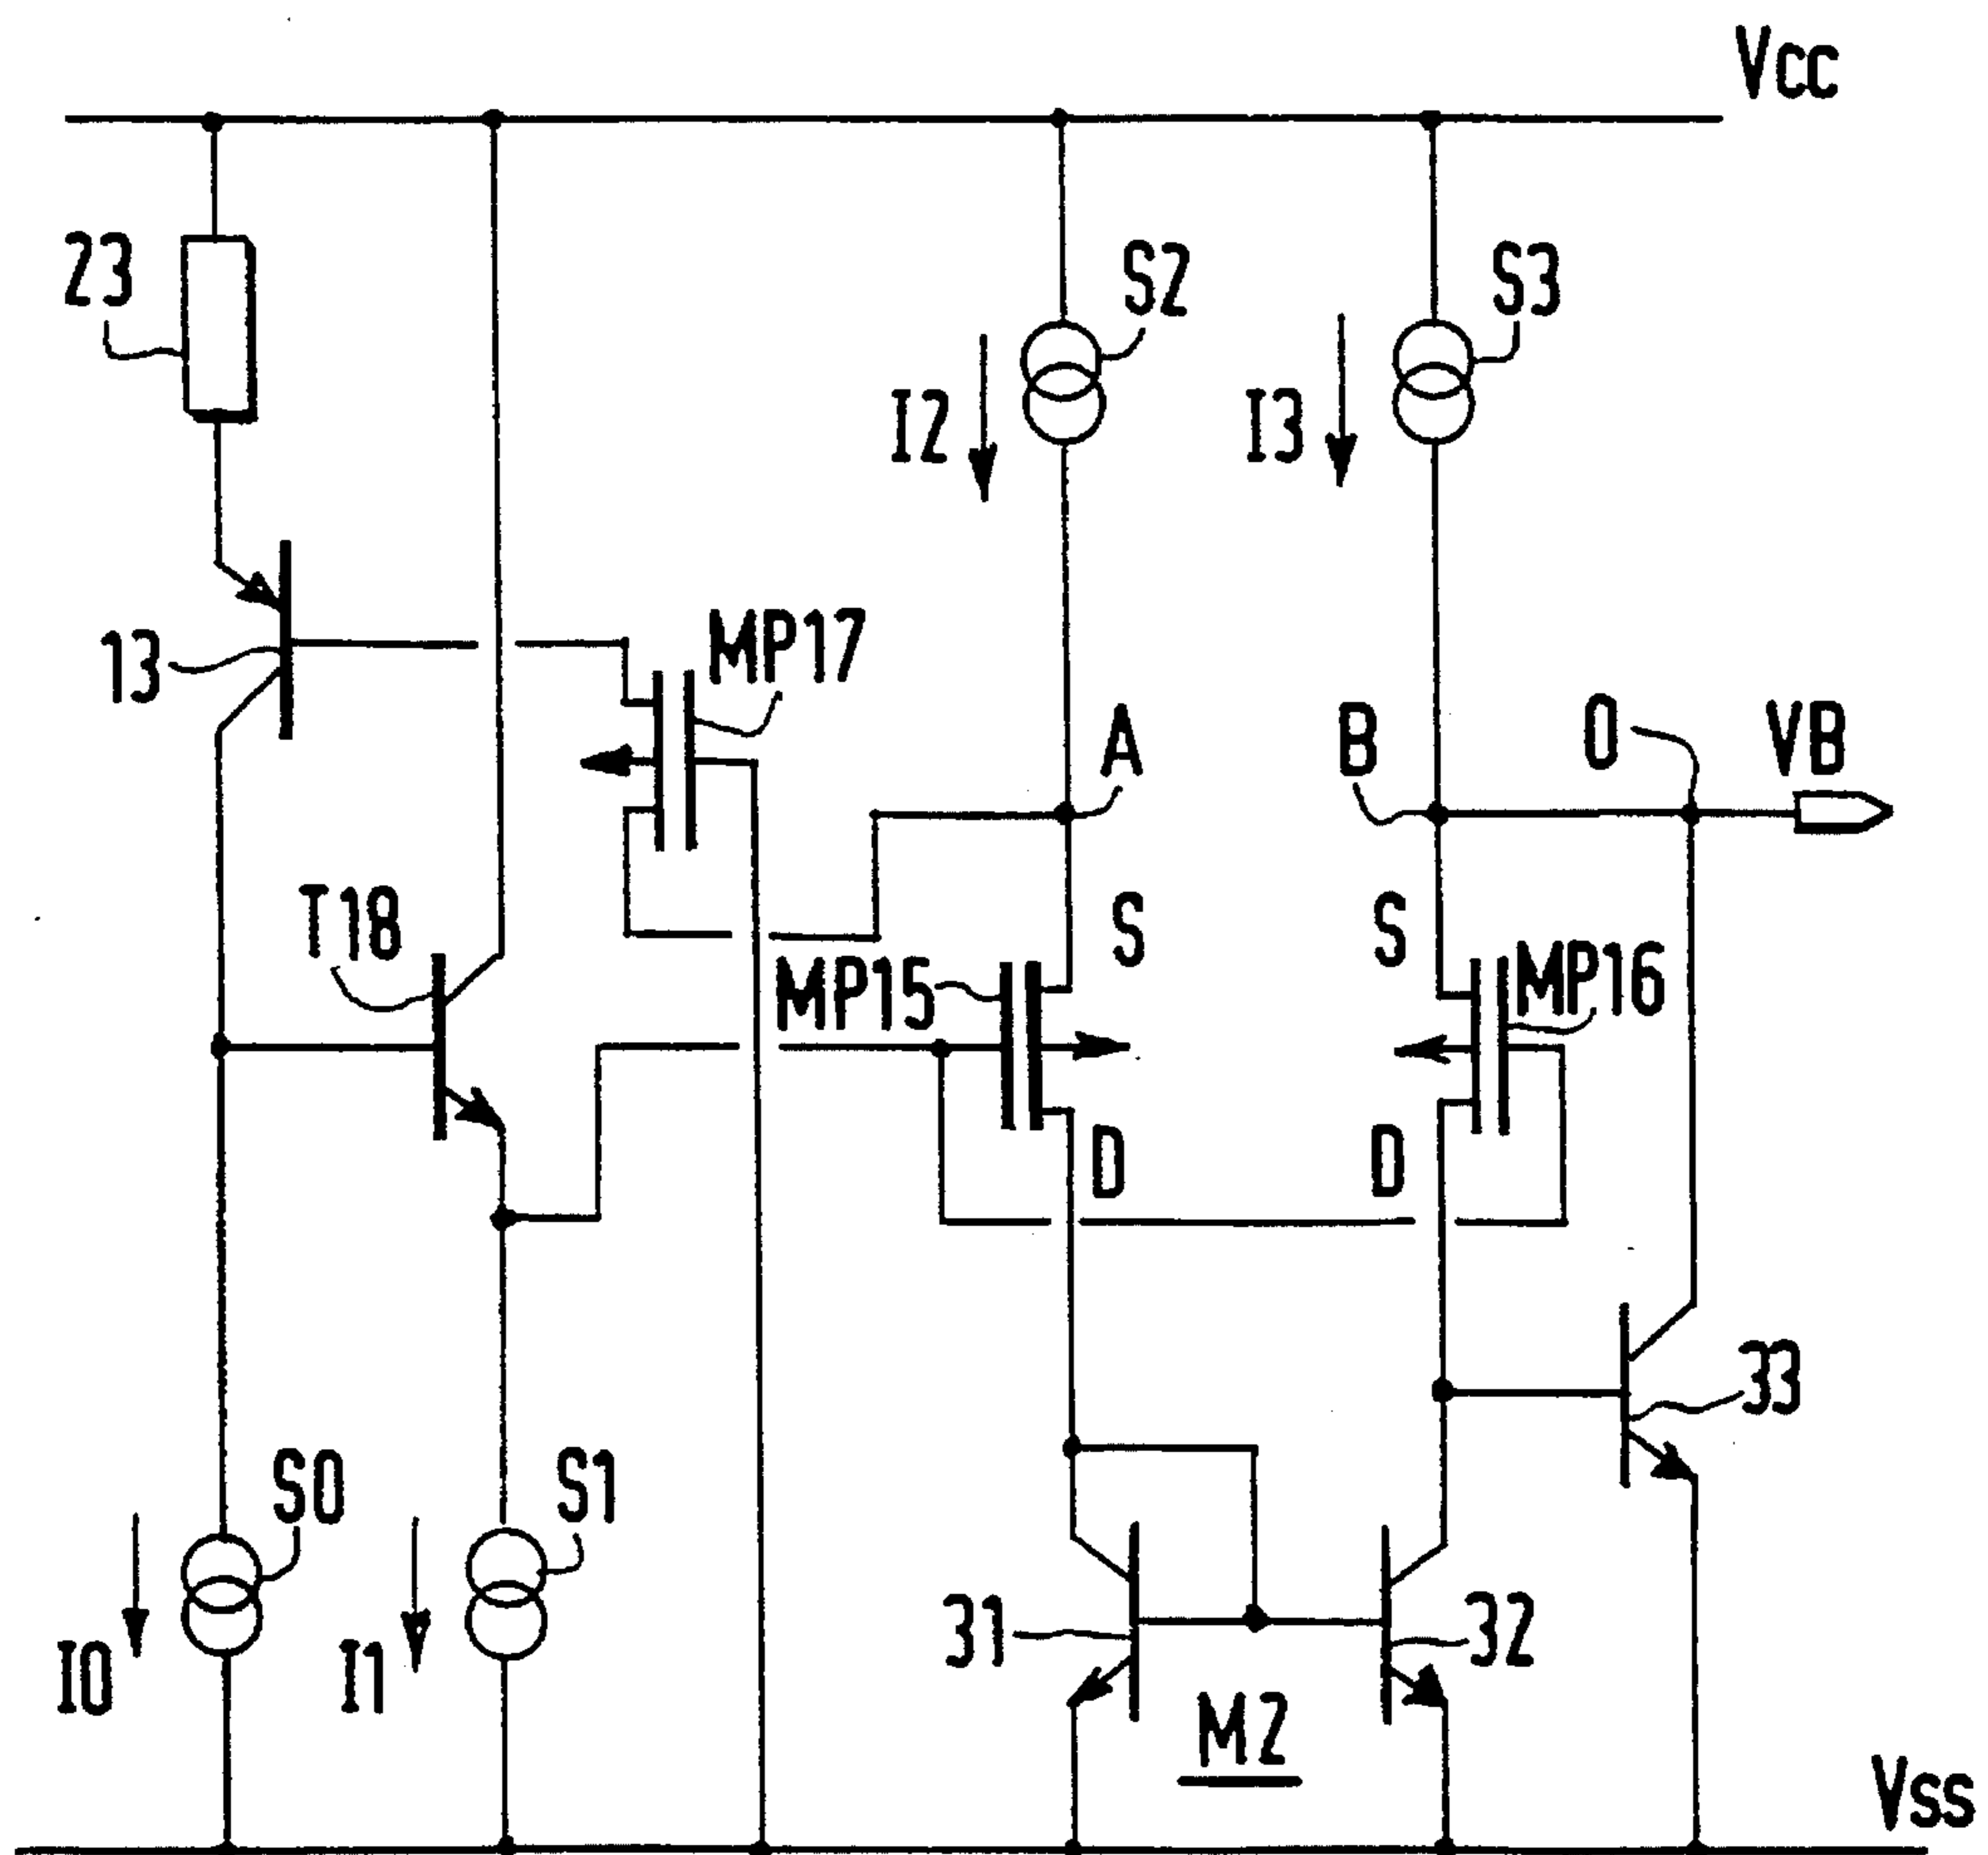 Vcc
23
S2
S3
I2
I3
13
MP17
A
B
O
VB
T18
S
S
MP15
MP16
D
D
33
S0
S1
31
32
I0
I1
M2
Vss